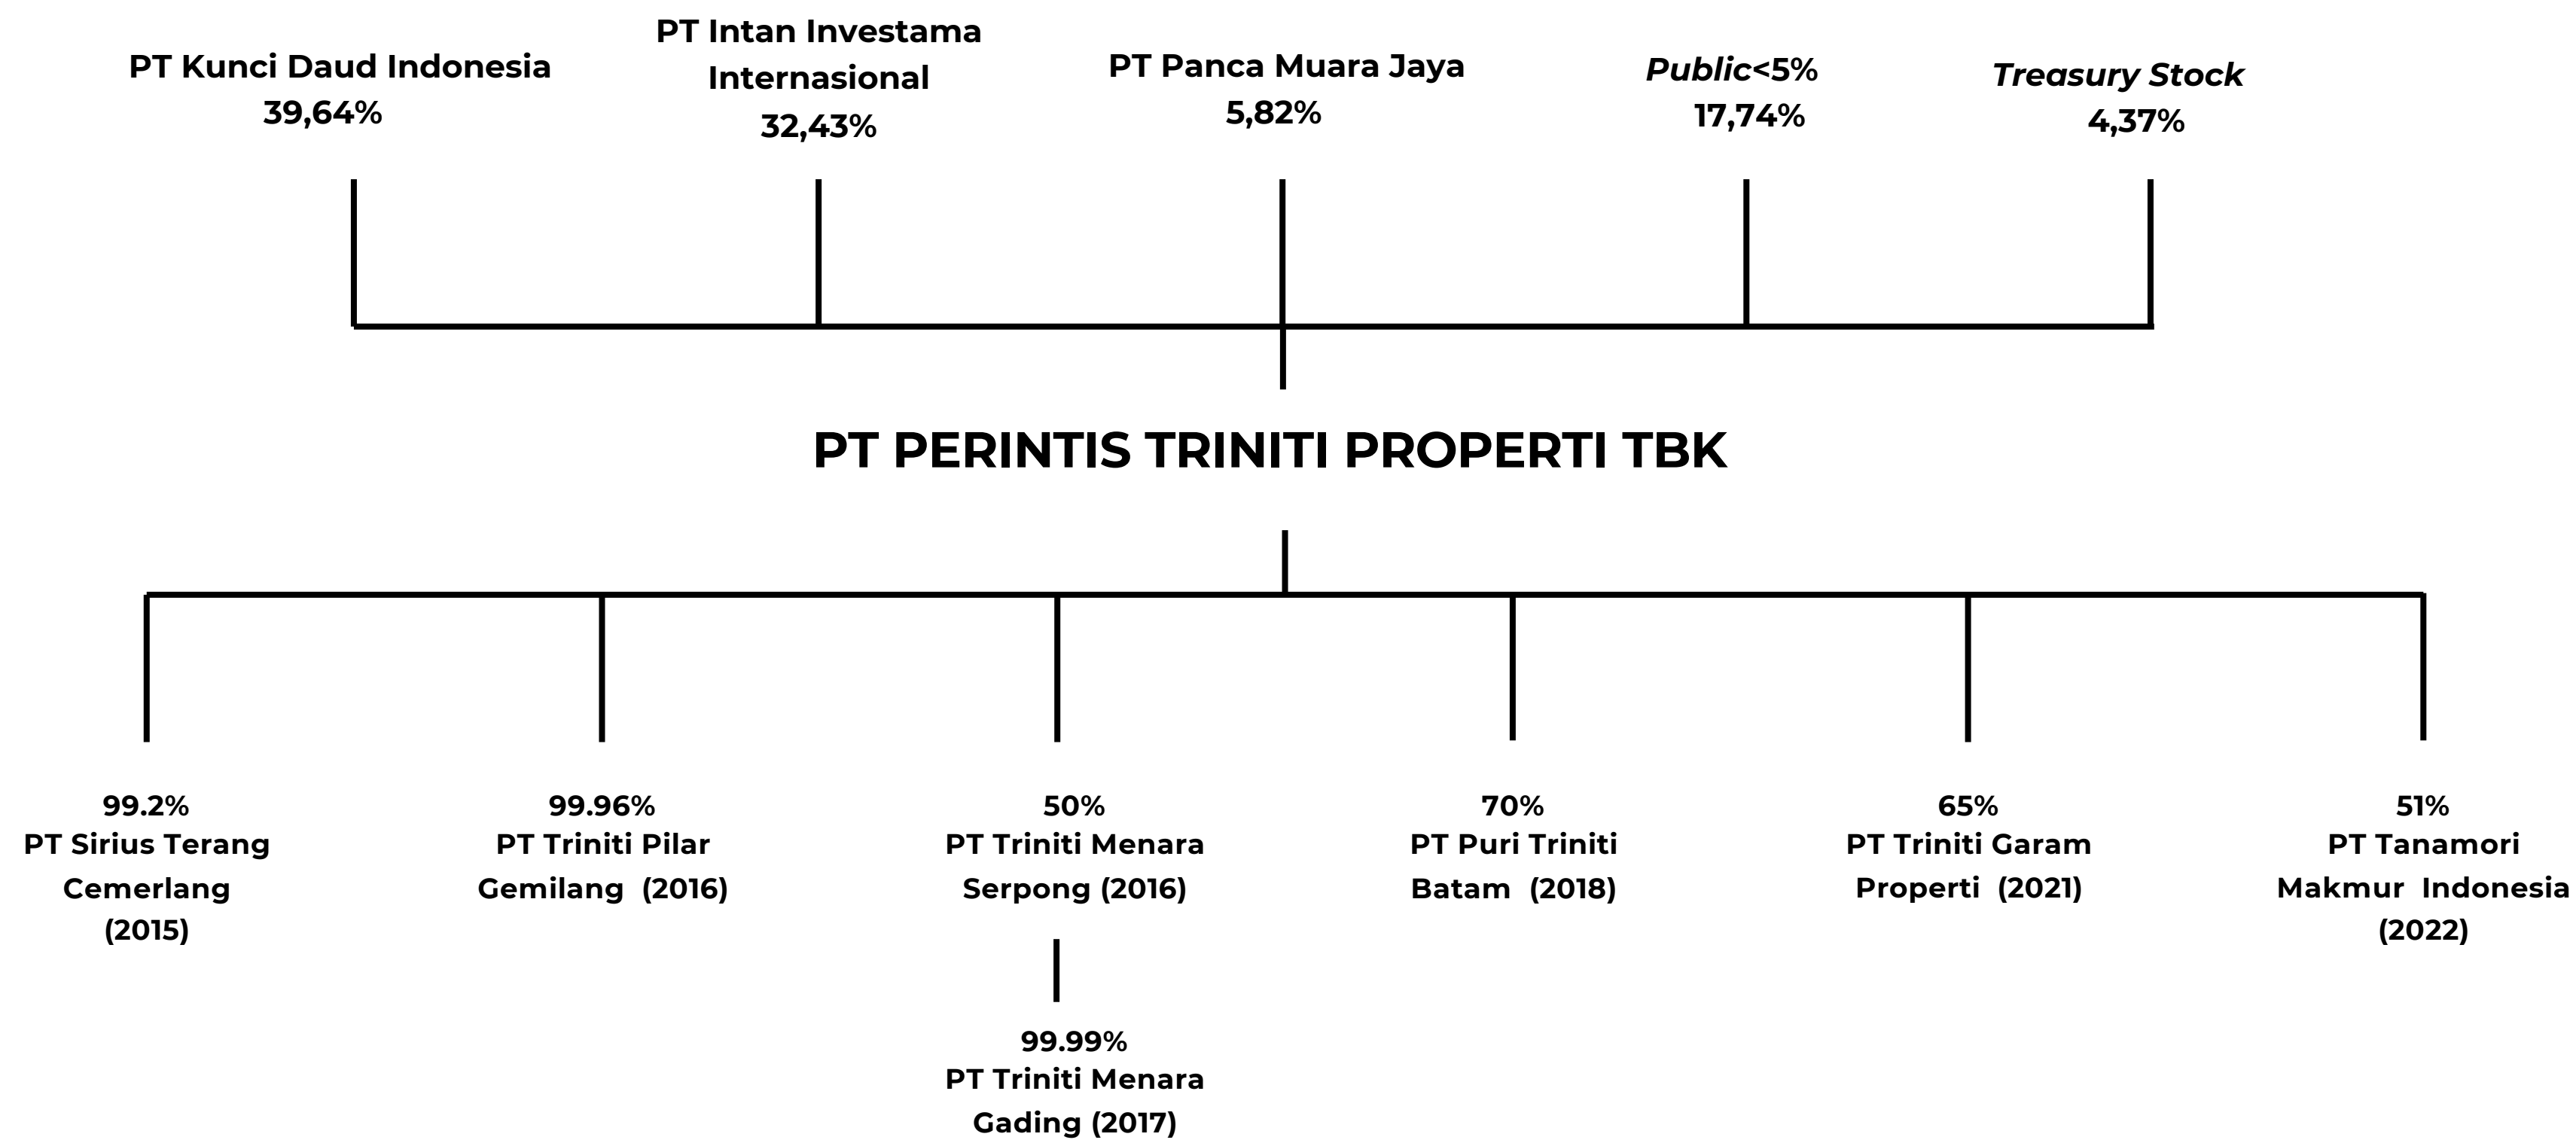 PT Kunci Daud Indonesia
39,64%
PT Intan Investama
Internasional
32,43%
PT Panca Muara Jaya
5,82%
Public<5%
17,74%
Treasury Stock
4,37%
PT PERINTIS TRINITI PROPERTI TBK
99.2%
PT Sirius Terang
Cemerlang
(2015)
99.96%
PT Triniti Pilar
Gemilang (2016)
50%
PT Triniti Menara
Serpong (2016)
99.99%
PT Triniti Menara
Gading (2017)
70%
PT Puri Triniti
Batam (2018)
65%
PT Triniti Garam
Properti (2021)
51%
PT Tanamori
Makmur Indonesia
(2022)